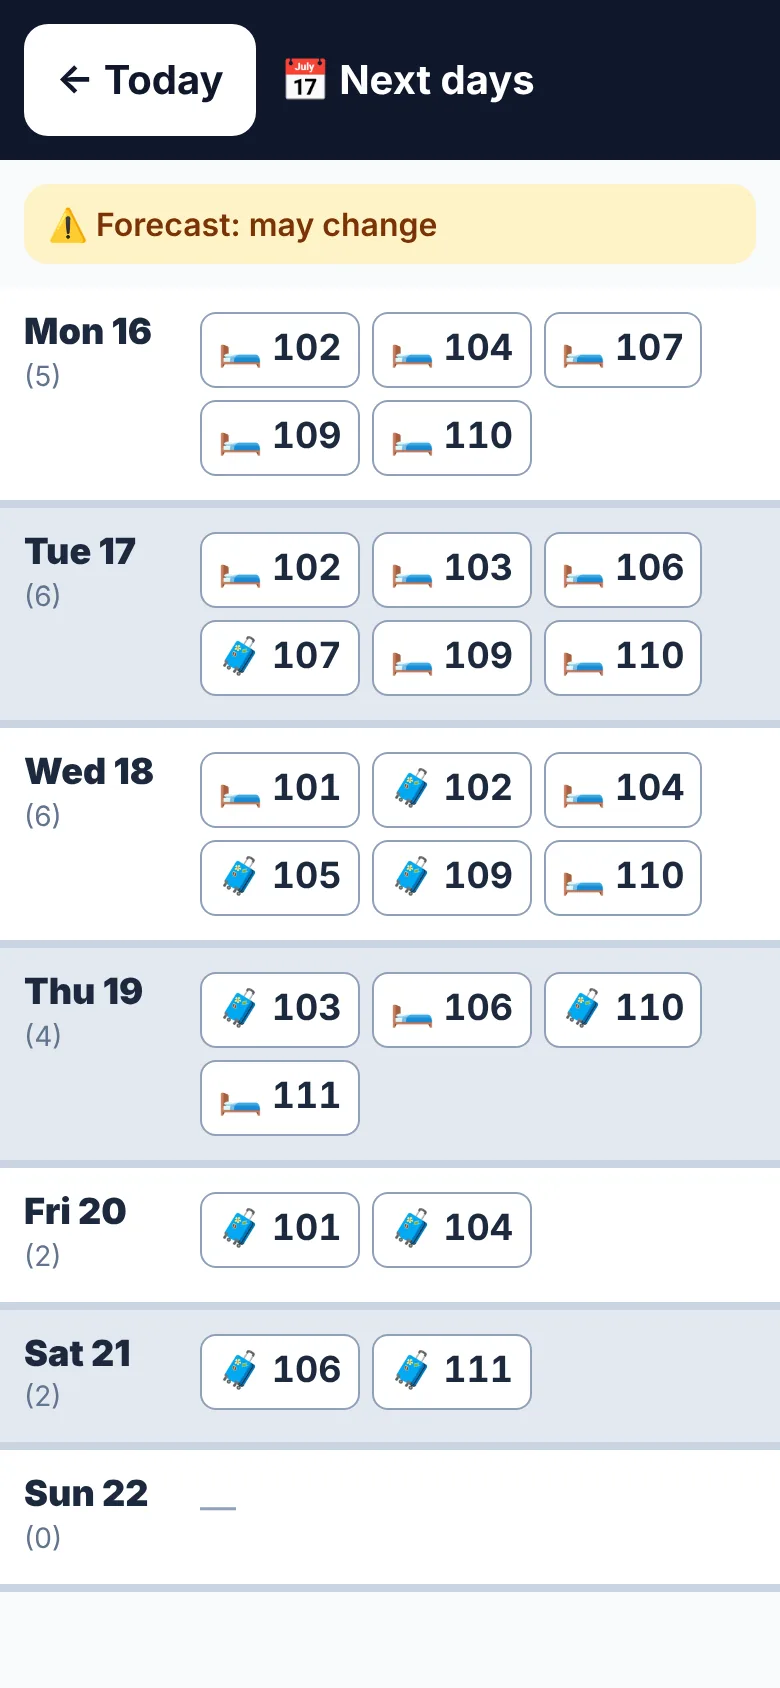 ← Today 📅 Next days
⚠️ Forecast: may change
Mon 16
(5)
🛏️ 102 🛏️ 104 🛏️ 107
🛏️ 109 🛏️ 110
Tue 17
(6)
🛏️ 102 🛏️ 103 🛏️ 106
🧳 107 🛏️ 109 🛏️ 110
Wed 18
(6)
🛏️ 101 🧳 102 🛏️ 104
🧳 105 🧳 109 🛏️ 110
Thu 19
(4)
🧳 103 🛏️ 106 🧳 110
🛏️ 111
Fri 20
(2)
🧳 101 🧳 104
Sat 21
(2)
🧳 106 🧳 111
Sun 22
(0)
—